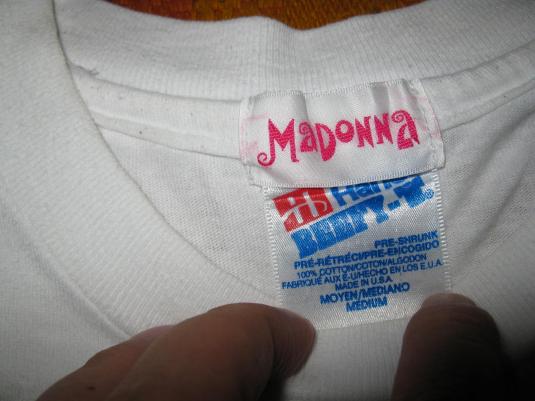 MaDonna
Hanes
BEEFY-T®
PRE-SHRUNK
PRÉ-RÉTRÉCI/PRE-ENCOGIDO
100% COTTON/COTON/ALGODON
FABRIQUÉ AUX É-U/HECHO EN LOS E.U.A.
MADE IN U.S.A.
MOYEN/MEDIANO
MEDIUM